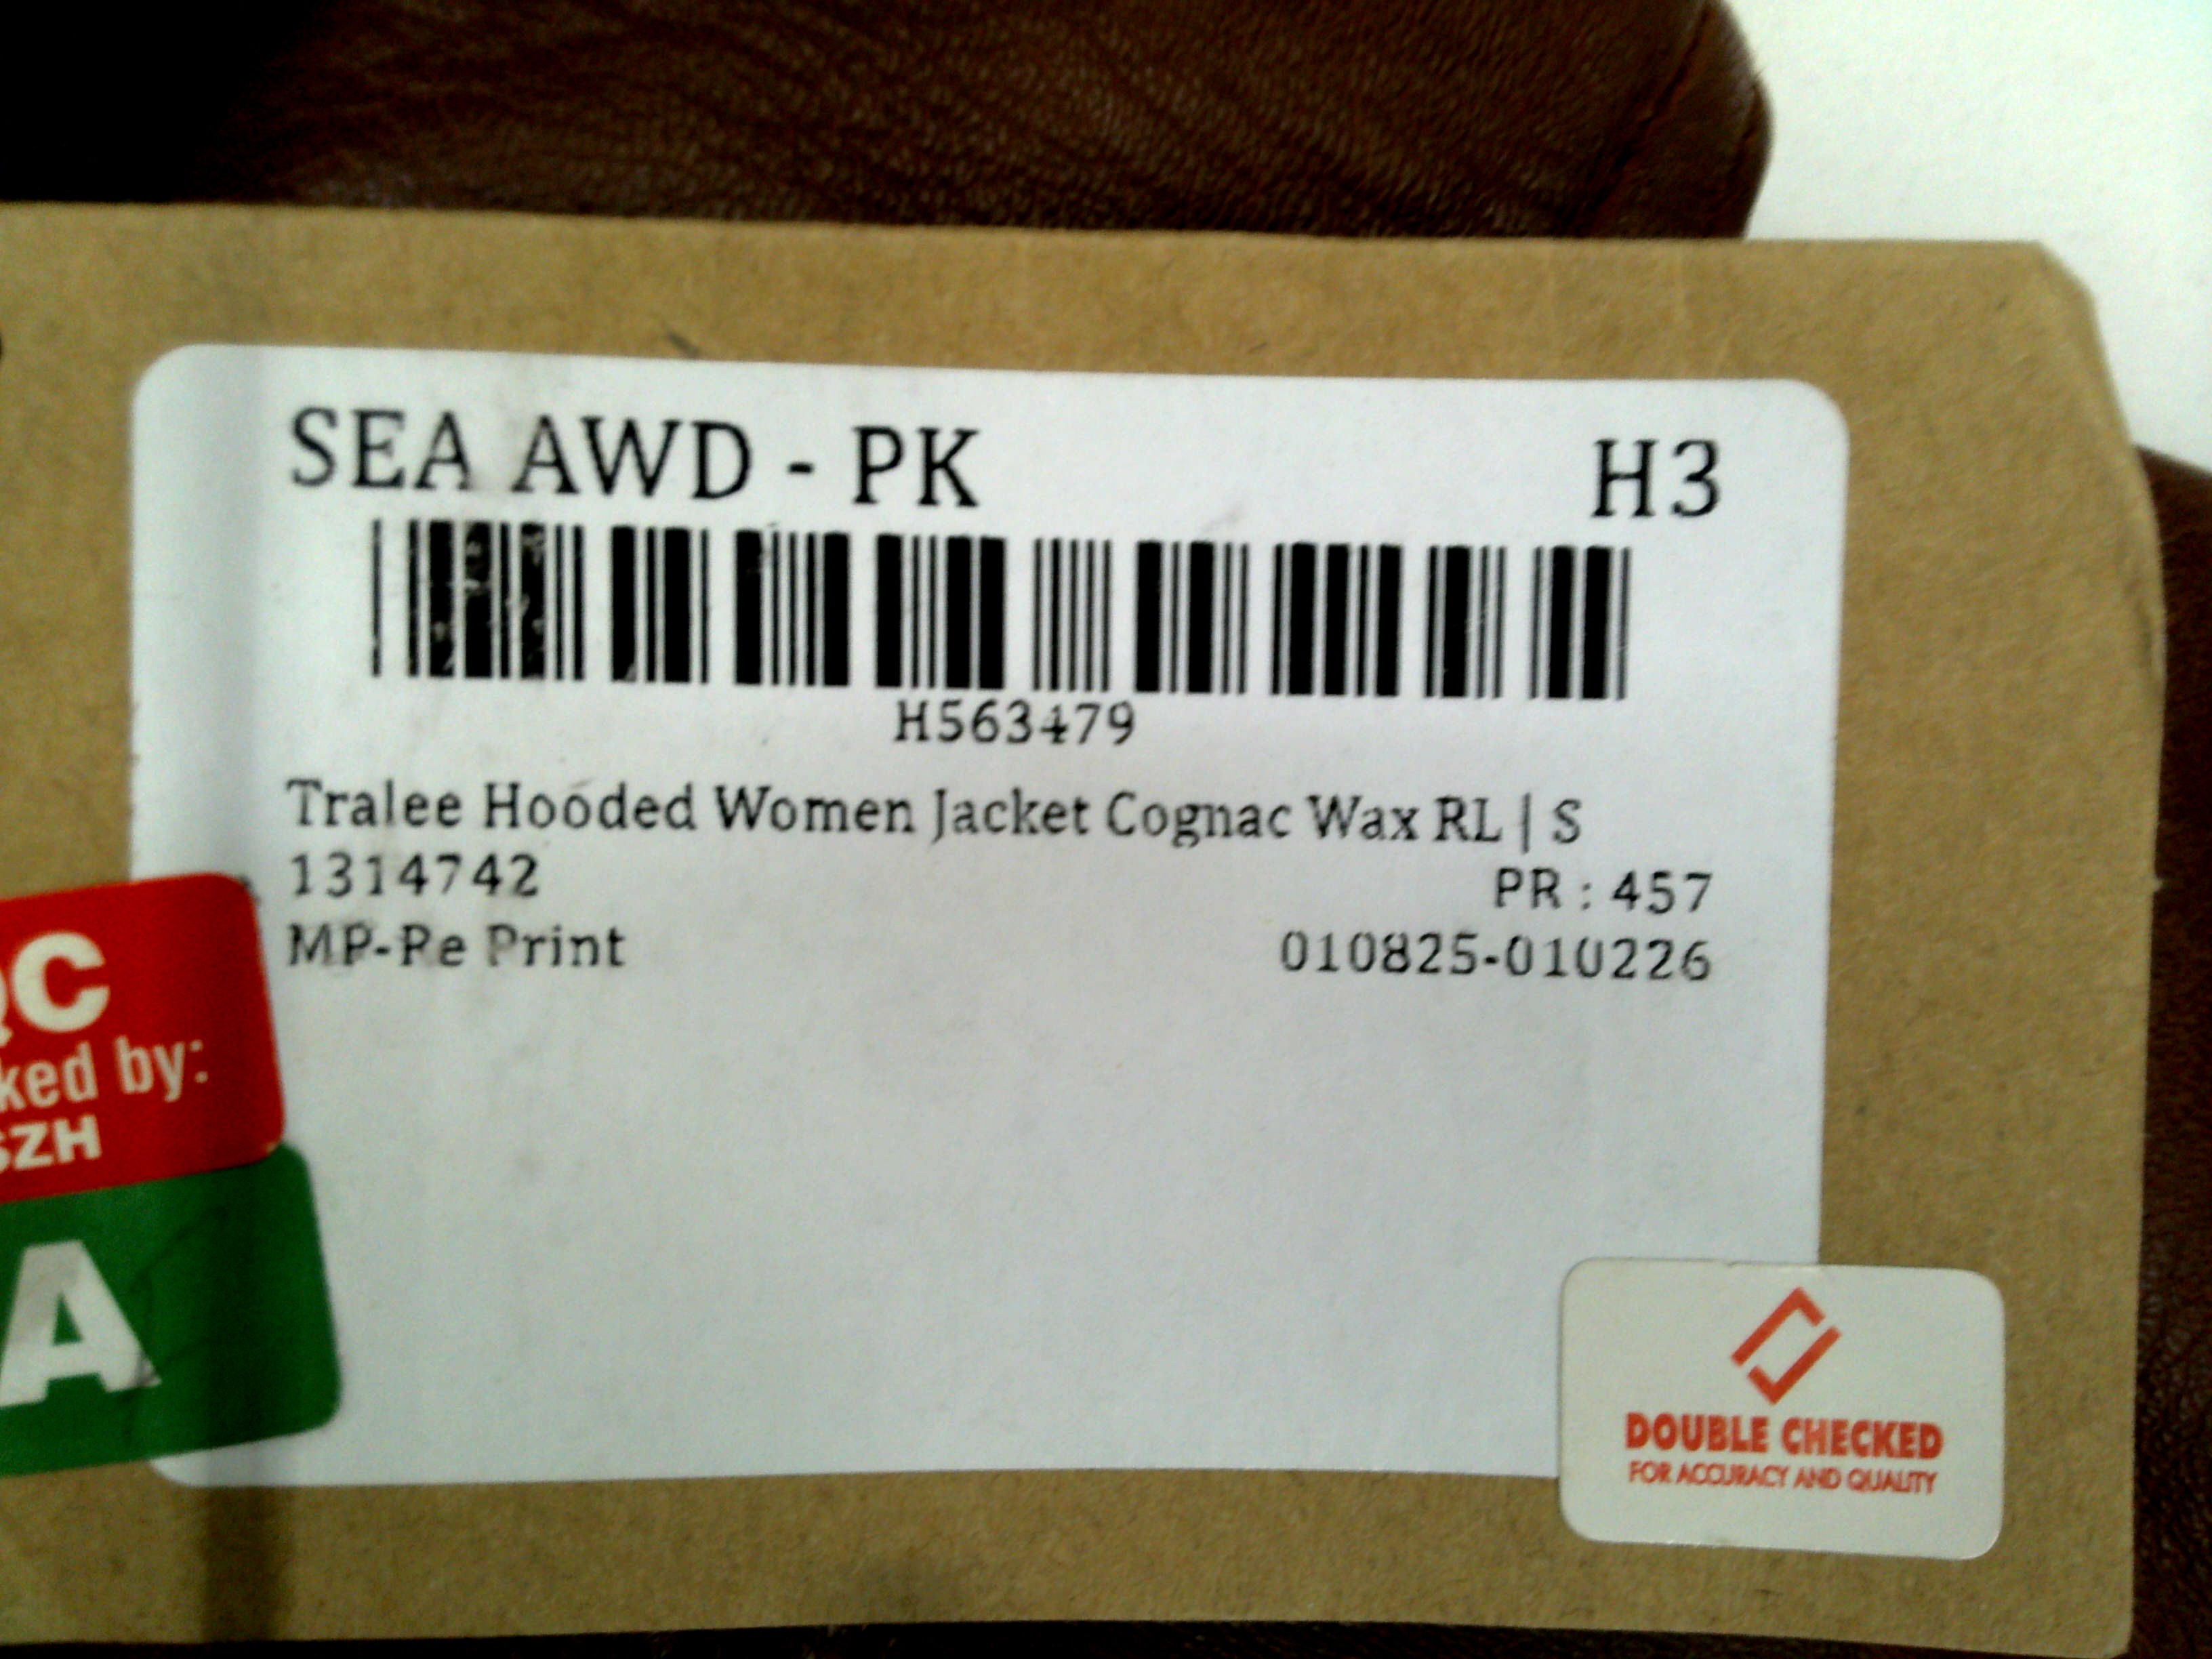 SEA AWD - PK H3
H563479
Tralee Hooded Women Jacket Cognac Wax RL | S
1314742 PR : 457
MP-Re Print 010825-010226
QC
ked by:
SZH
A
DOUBLE CHECKED
FOR ACCURACY AND QUALITY